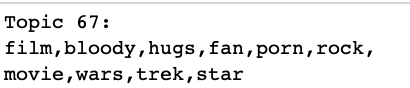 Topic 67:
film,bloody,hugs,fan,porn,rock,
movie,wars,trek,star